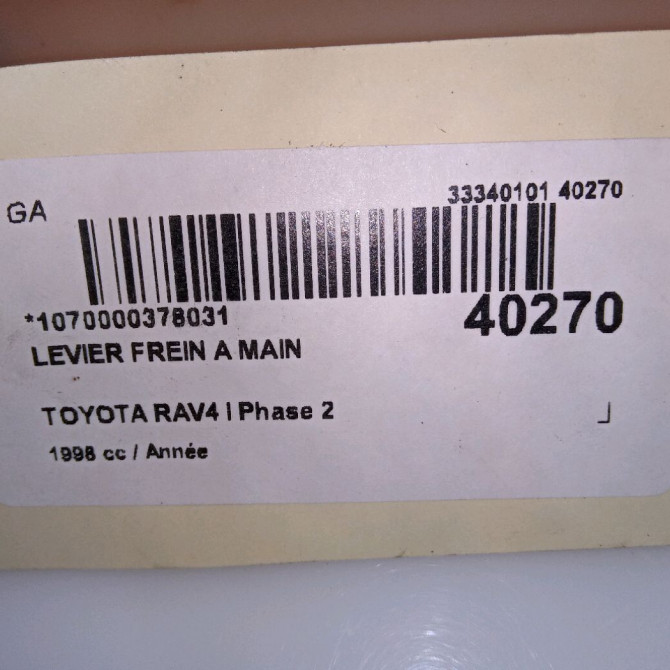 GA
33340101 40270
*1070000378031
40270
LEVIER FREIN A MAIN
TOYOTA RAV4 I Phase 2
1998 cc / Année